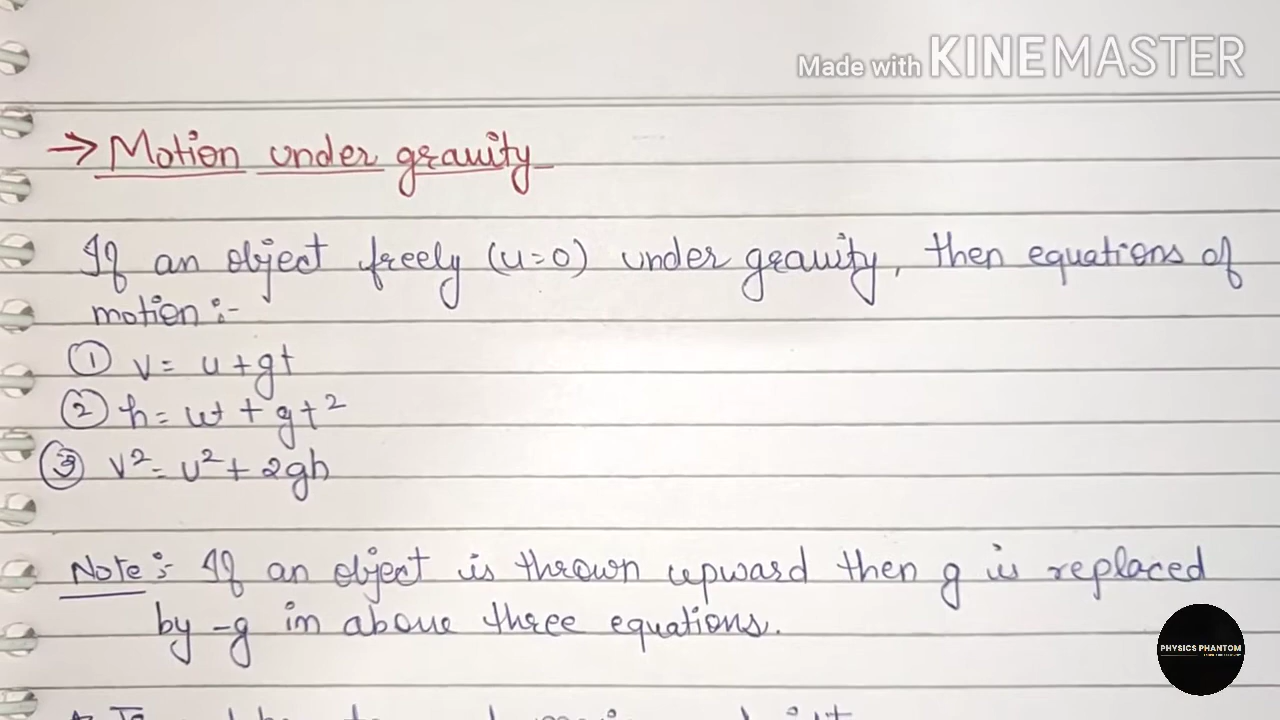 Made with KINEMASTER
→ Motion under gravity
If an object freely (u=0) under gravity, then equations of
motion :-
① v = u + gt
② h = ut + gt²
③ v² = u² + 2gh
Note :- If an object is thrown upward then g is replaced
by -g in above three equations.
PHYSICS PHANTOM